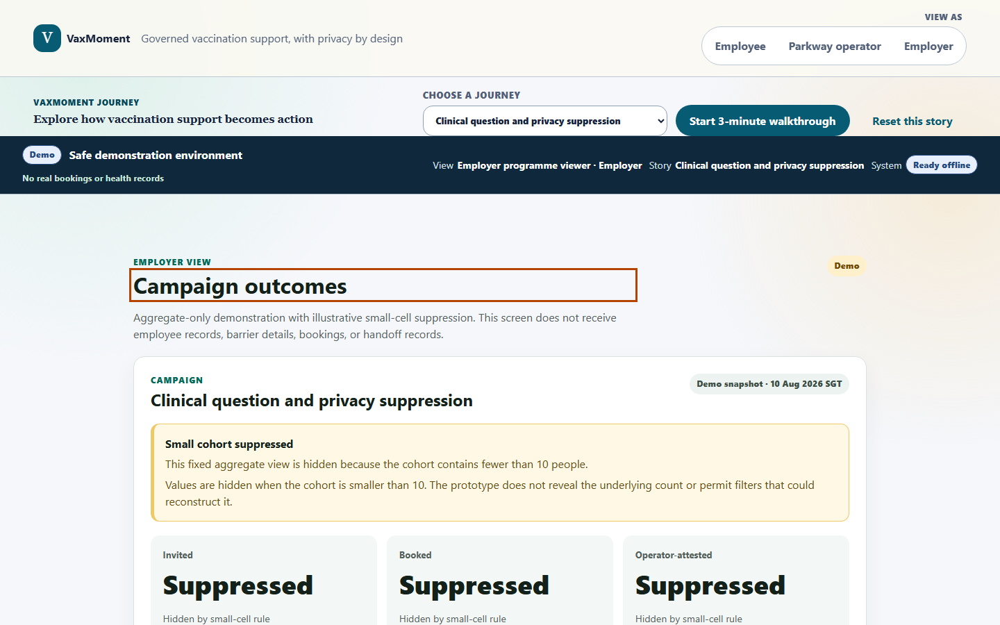 V
VaxMoment
Governed vaccination support, with privacy by design
VIEW AS
Employee
Parkway operator
Employer
VAXMOMENT JOURNEY
Explore how vaccination support becomes action
CHOOSE A JOURNEY
Clinical question and privacy suppression
Start 3-minute walkthrough
Reset this story
Demo
Safe demonstration environment
No real bookings or health records
View Employer programme viewer · Employer
Story Clinical question and privacy suppression
System Ready offline
EMPLOYER VIEW
Campaign outcomes
Demo
Aggregate-only demonstration with illustrative small-cell suppression. This screen does not receive
employee records, barrier details, bookings, or handoff records.
CAMPAIGN
Clinical question and privacy suppression
Demo snapshot · 10 Aug 2026 SGT
Small cohort suppressed
This fixed aggregate view is hidden because the cohort contains fewer than 10 people.
Values are hidden when the cohort is smaller than 10. The prototype does not reveal the underlying count or permit filters that could
reconstruct it.
Invited
Suppressed
Hidden by small-cell rule
Booked
Suppressed
Hidden by small-cell rule
Operator-attested
Suppressed
Hidden by small-cell rule